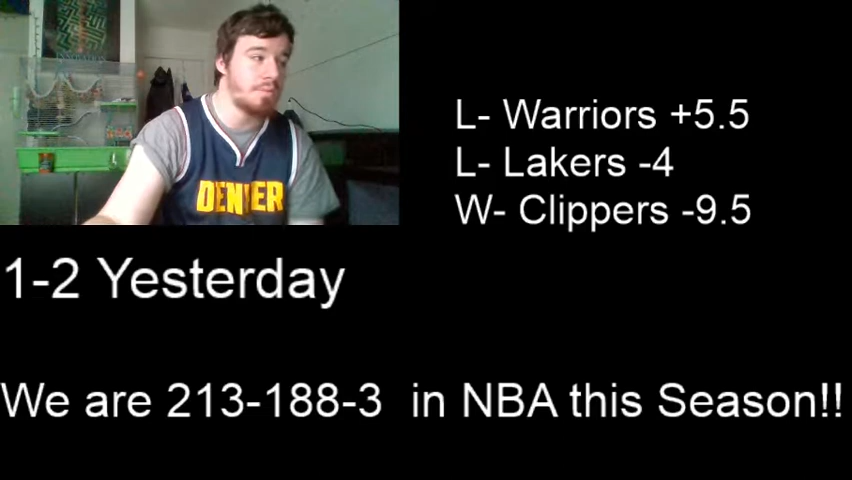 DENVER
L- Warriors +5.5
L- Lakers -4
W- Clippers -9.5
1-2 Yesterday
We are 213-188-3 in NBA this Season!!